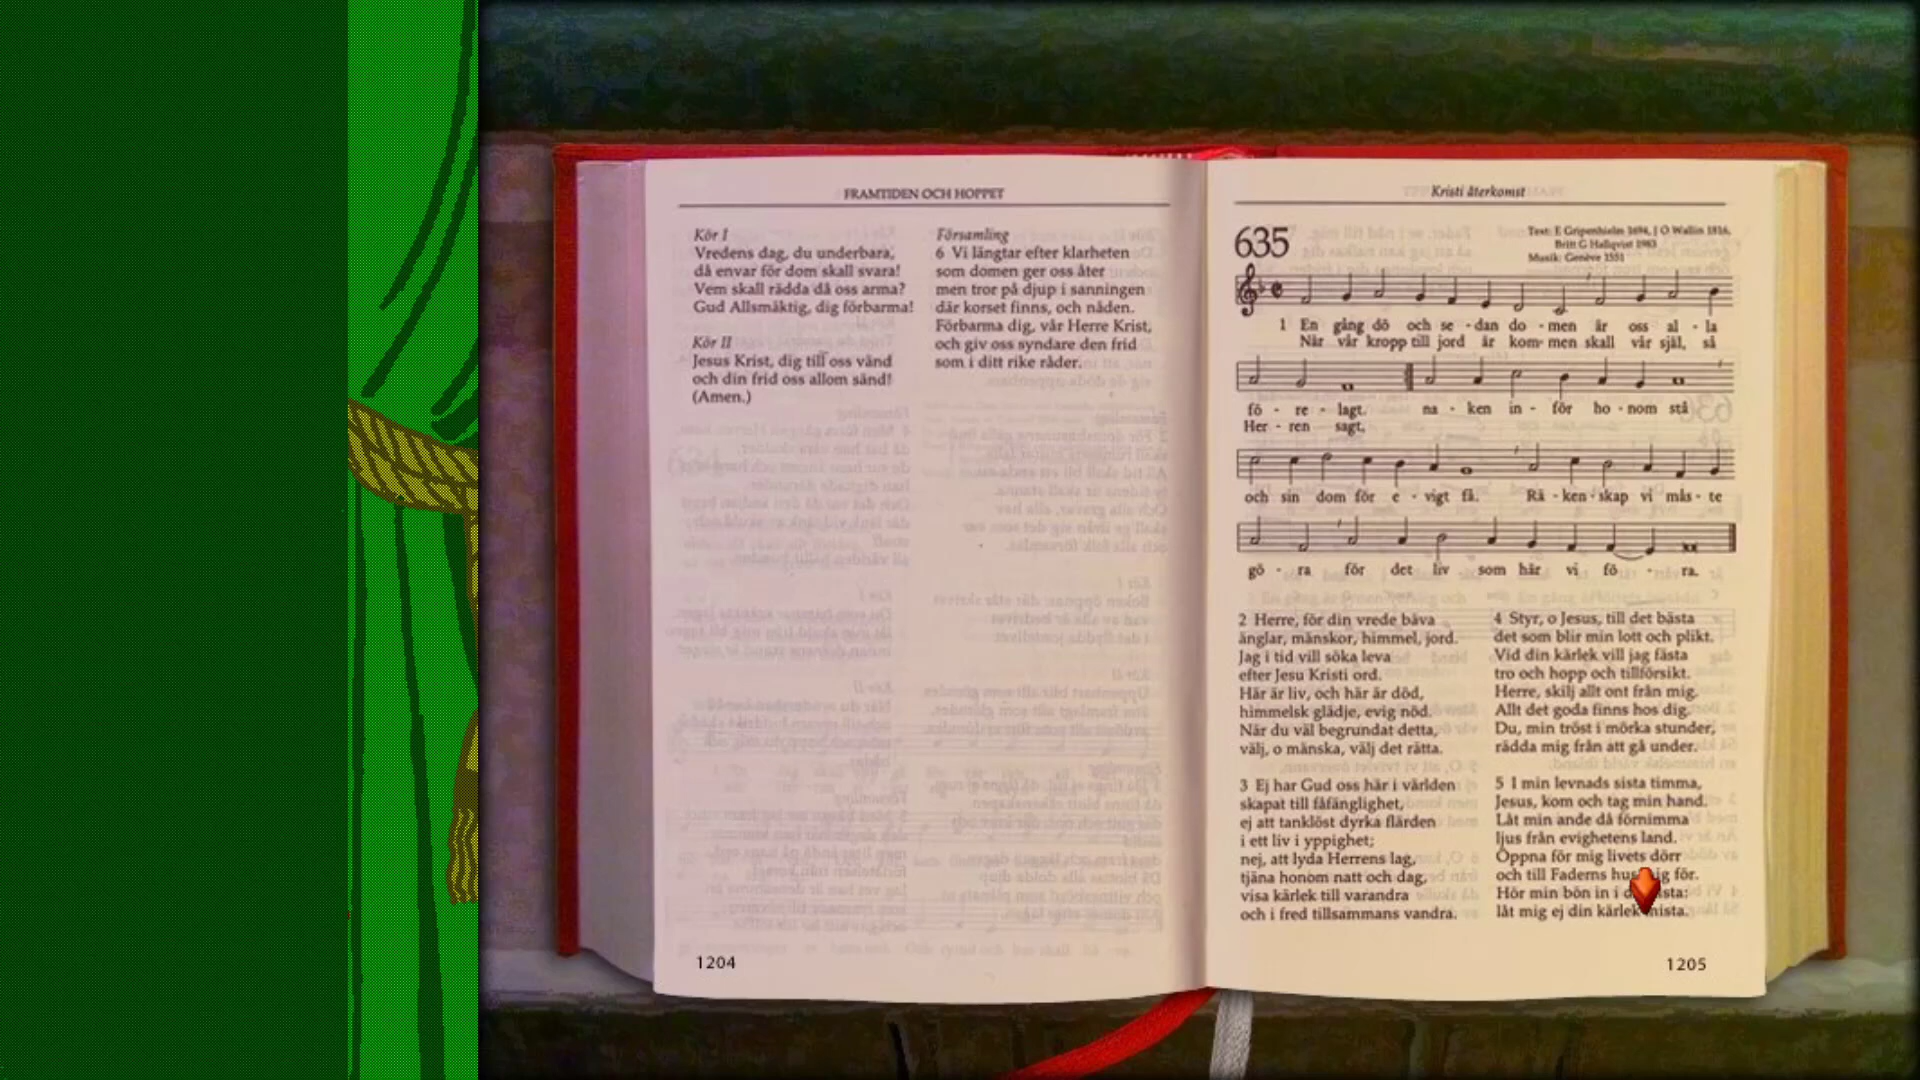 FRAMTIDEN OCH HOPPET
Kör I
Vredens dag, du underbara,
då envar för dom skall svara!
Vem skall rädda då oss arma?
Gud Allsmäktig, dig förbarma!
Kör II
Jesus Krist, dig till oss vänd
och din frid oss allom sänd!
(Amen.)
Församling
6 Vi längtar efter klarheten
som domen ger oss åter
men tror på djup i sanningen
där korset finns, och nåden.
Förbarma dig, vår Herre Krist,
och giv oss syndare den frid
som i ditt rike råder.
1204
Kristi återkomst
635
Text: E Gripenhielm 1694, J O Wallin 1816,
Britt G Hallqvist 1983
Musik: Genève 1551
1 En gång dö och se - dan do - men är oss al - la
När vår kropp till jord är kom- men skall vår själ, så
fö - re - lagt. na - ken in - för ho - nom stå
Her - ren sagt,
och sin dom för e - vigt få. Rä - ken - skap vi mås - te
gö - ra för det liv som här vi fö - ra.
2 Herre, för din vrede bäva
änglar, mänskor, himmel, jord.
Jag i tid vill söka leva
efter Jesu Kristi ord.
Här är liv, och här är död,
himmelsk glädje, evig nöd.
När du väl begrundat detta,
välj, o mänska, välj det rätta.
3 Ej har Gud oss här i världen
skapat till fåfänglighet,
ej att tanklöst dyrka flärden
i ett liv i yppighet;
nej, att lyda Herrens lag,
tjäna honom natt och dag,
visa kärlek till varandra
och i fred tillsammans vandra.
4 Styr, o Jesus, till det bästa
det som blir min lott och plikt.
Vid din kärlek vill jag fästa
tro och hopp och tillförsikt.
Herre, skilj allt ont från mig.
Allt det goda finns hos dig.
Du, min tröst i mörka stunder,
rädda mig från att gå under.
5 I min levnads sista timma,
Jesus, kom och tag min hand.
Låt min ande då förnimma
ljus från evighetens land.
Öppna för mig livets dörr
och till Faderns hus mig för.
Hör min bön in i det sista:
låt mig ej din kärlek mista.
1205